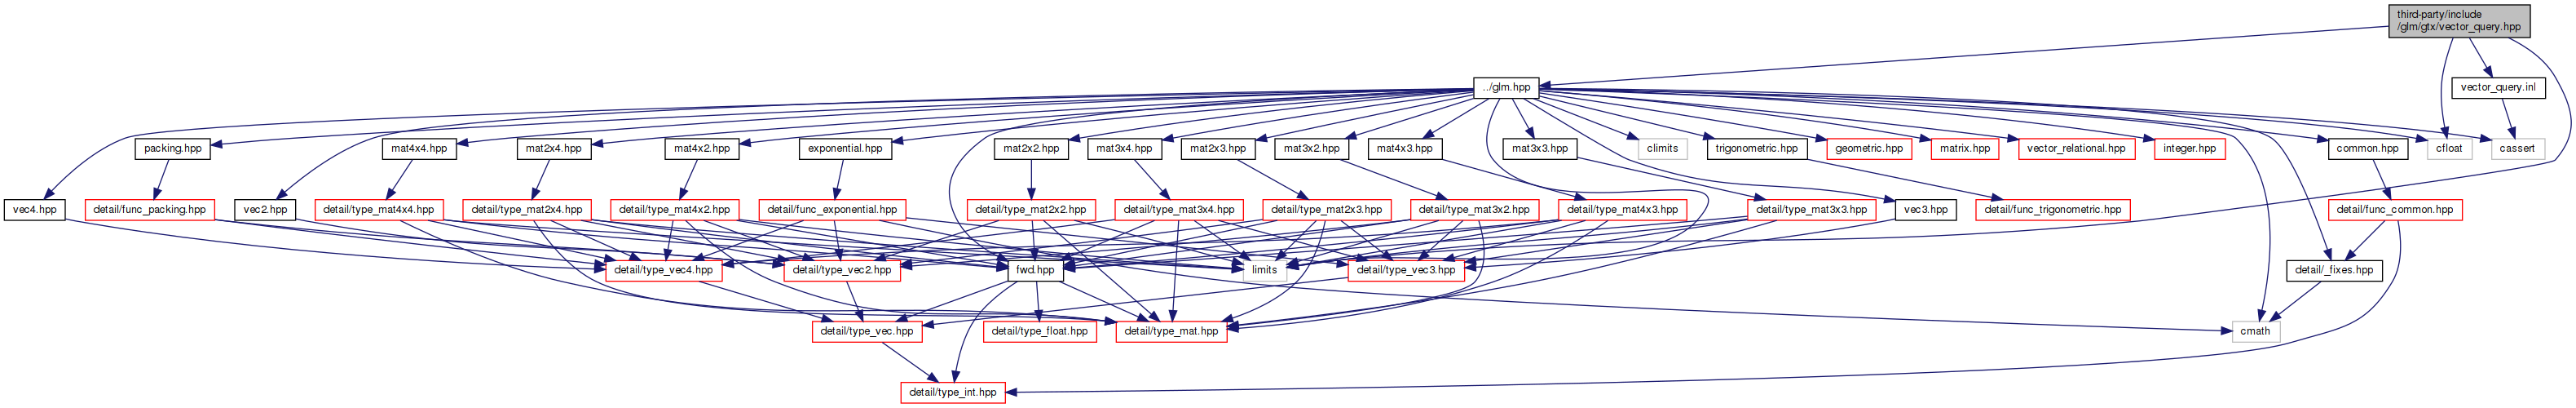 third-party/include
/glm/gtx/vector_query.hpp
../glm.hpp
vector_query.inl
packing.hpp
mat4x4.hpp
mat2x4.hpp
mat4x2.hpp
exponential.hpp
mat2x2.hpp
mat3x4.hpp
mat2x3.hpp
mat3x2.hpp
mat4x3.hpp
mat3x3.hpp
climits
trigonometric.hpp
geometric.hpp
matrix.hpp
vector_relational.hpp
integer.hpp
common.hpp
cfloat
cassert
vec4.hpp
detail/func_packing.hpp
vec2.hpp
detail/type_mat4x4.hpp
detail/type_mat2x4.hpp
detail/type_mat4x2.hpp
detail/func_exponential.hpp
detail/type_mat2x2.hpp
detail/type_mat3x4.hpp
detail/type_mat2x3.hpp
detail/type_mat3x2.hpp
detail/type_mat4x3.hpp
detail/type_mat3x3.hpp
vec3.hpp
detail/func_trigonometric.hpp
detail/func_common.hpp
detail/type_vec4.hpp
detail/type_vec2.hpp
fwd.hpp
limits
detail/type_vec3.hpp
detail/_fixes.hpp
detail/type_vec.hpp
detail/type_float.hpp
detail/type_mat.hpp
cmath
detail/type_int.hpp